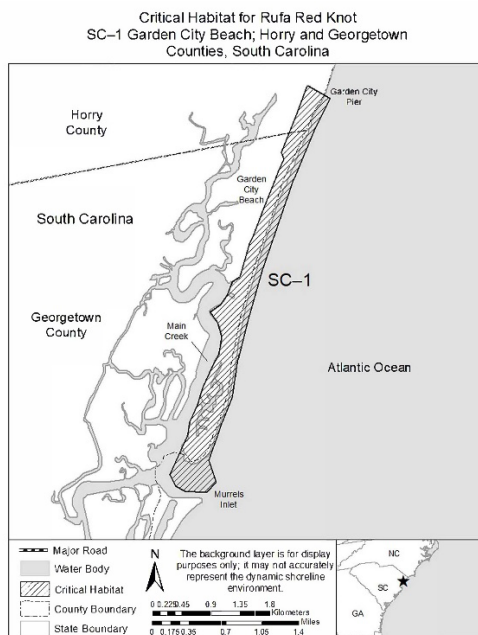 Critical Habitat for Rufa Red Knot
SC–1 Garden City Beach; Horry and Georgetown
Counties, South Carolina
Garden City
Pier
Horry
County
Garden
City
Beach
South Carolina
SC–1
Georgetown
County
Main
Creek
Atlantic Ocean
Murrels
Inlet
Major Road
Water Body
Critical Habitat
County Boundary
State Boundary
N
The background layer is for display
purposes only; it may not accurately
represent the dynamic shoreline
environment.
0 0.225 0.45 0.9 1.35 1.8
Kilometers
Miles
0 0.175 0.35 0.7 1.05 1.4
NC
SC
GA